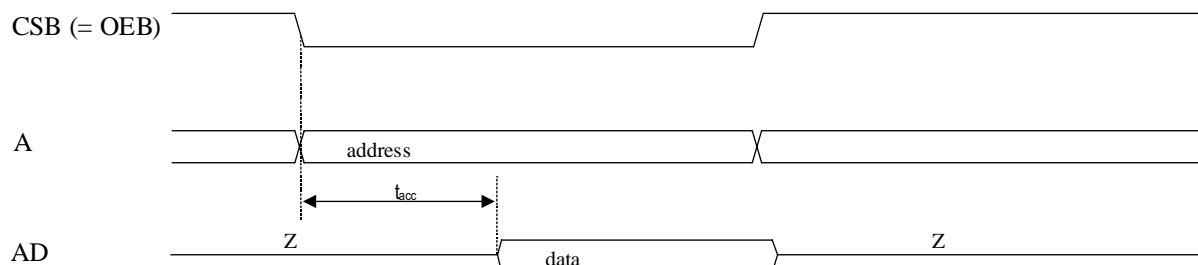 CSB (= OEB)
A
address
tacc
AD
Z
data
Z